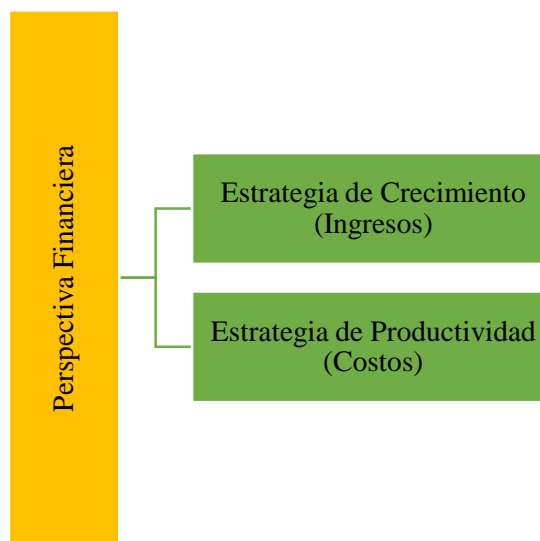 Perspectiva Financiera
Estrategia de Crecimiento
(Ingresos)
Estrategia de Productividad
(Costos)